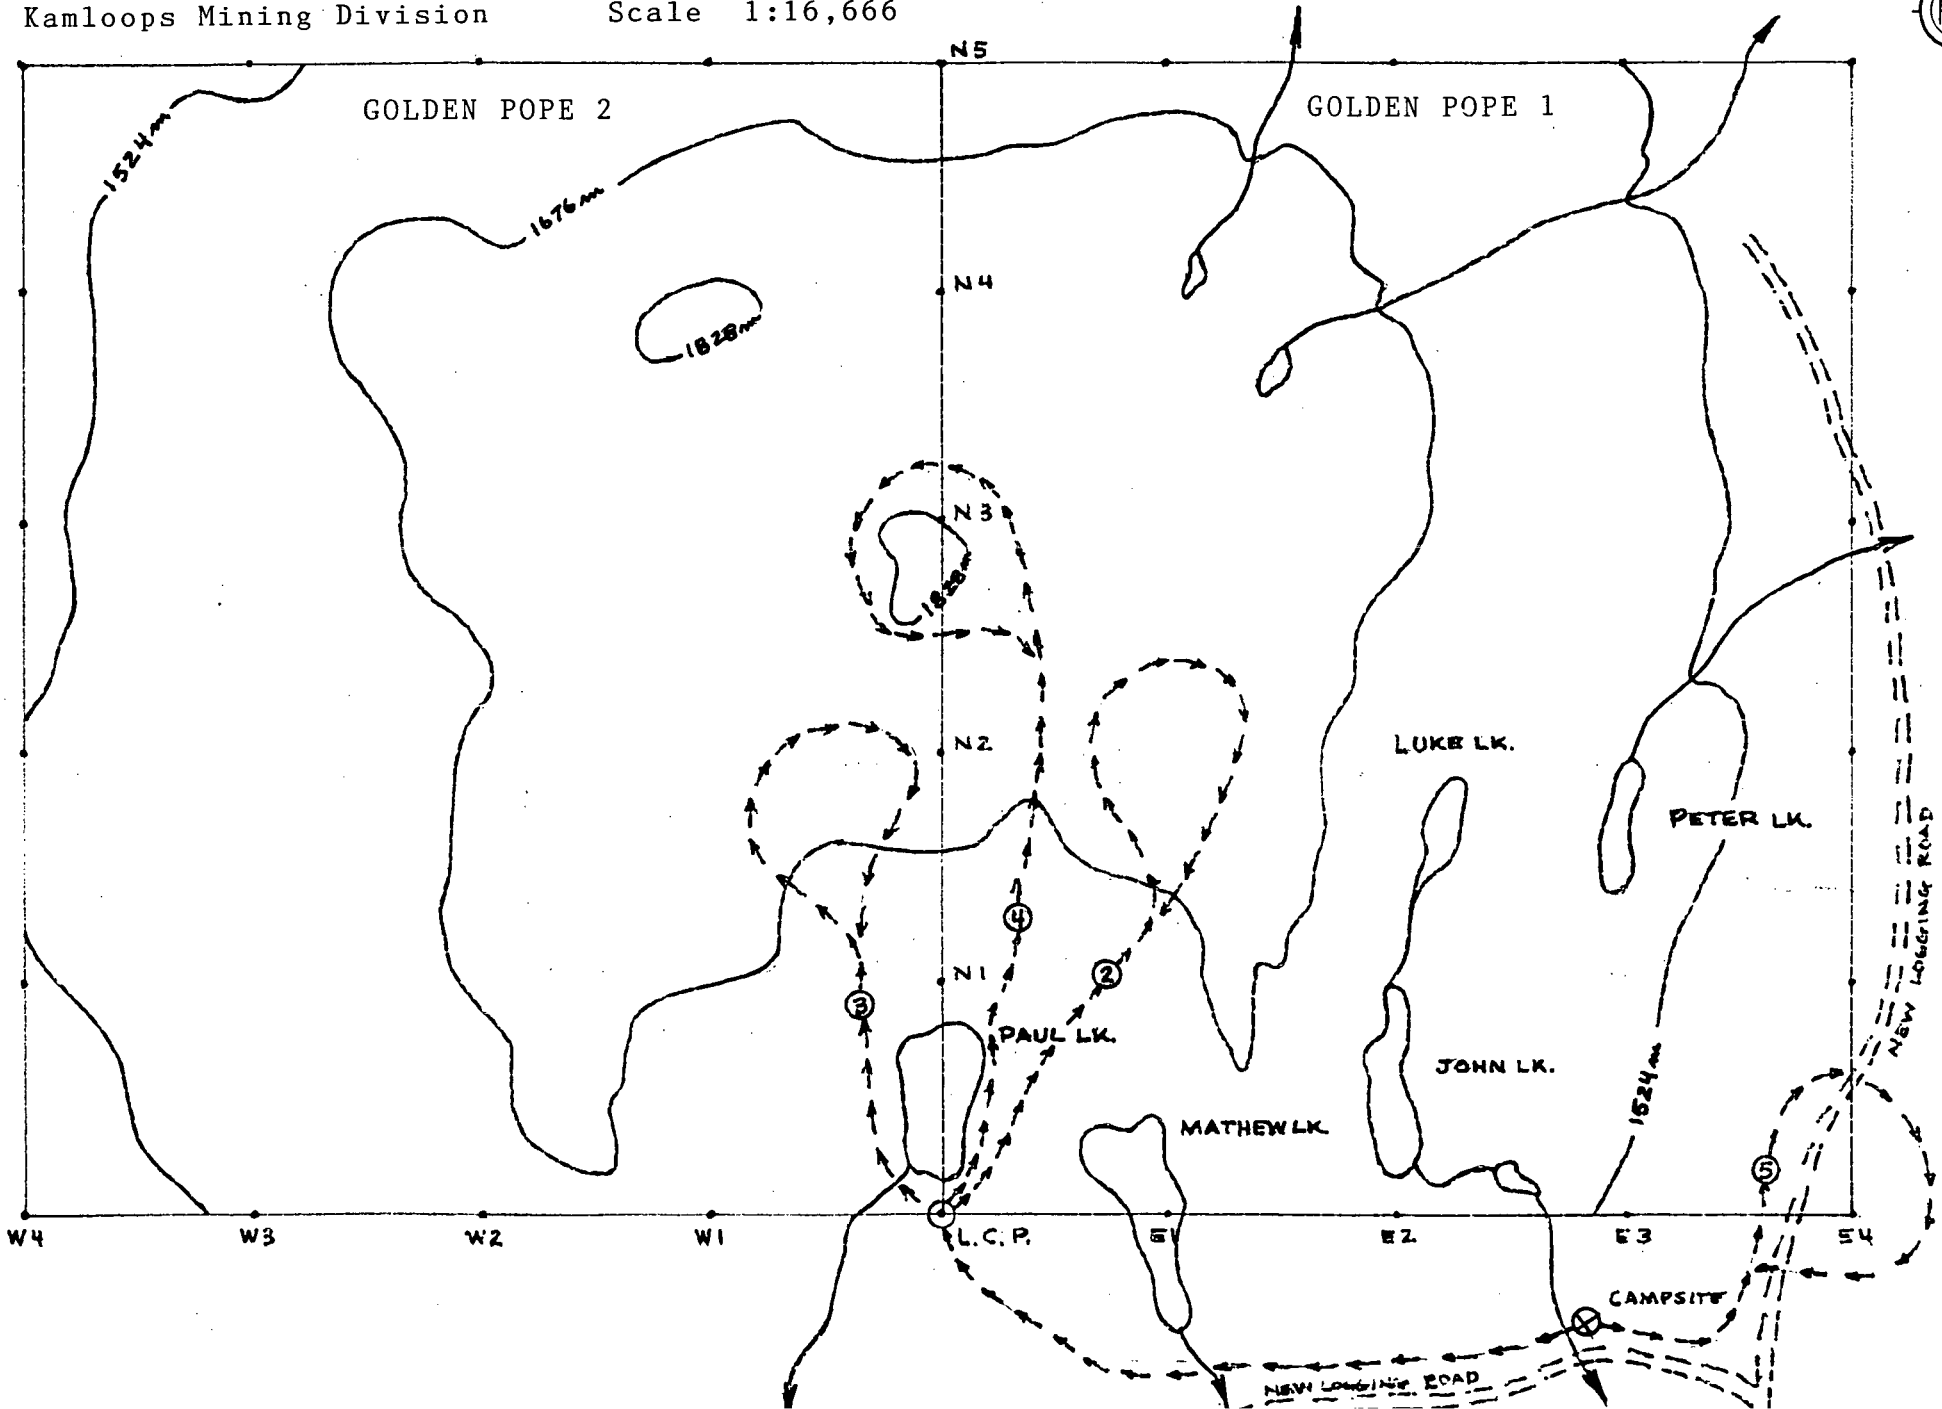 Kamloops Mining Division Scale 1:16,666
N5
GOLDEN POPE 2
GOLDEN POPE 1
1524m
1676m
N4
1828m
N3
1828m
N2
LUKE LK.
PETER LK.
NEW LOGGING ROAD
4
N1
2
3
PAUL LK.
JOHN LK.
1524m
MATHEW LK.
5
W4 W3 W2 W1 L.C.P. E1 E2 E3 E4
CAMPSITE
NEW LOGGING ROAD